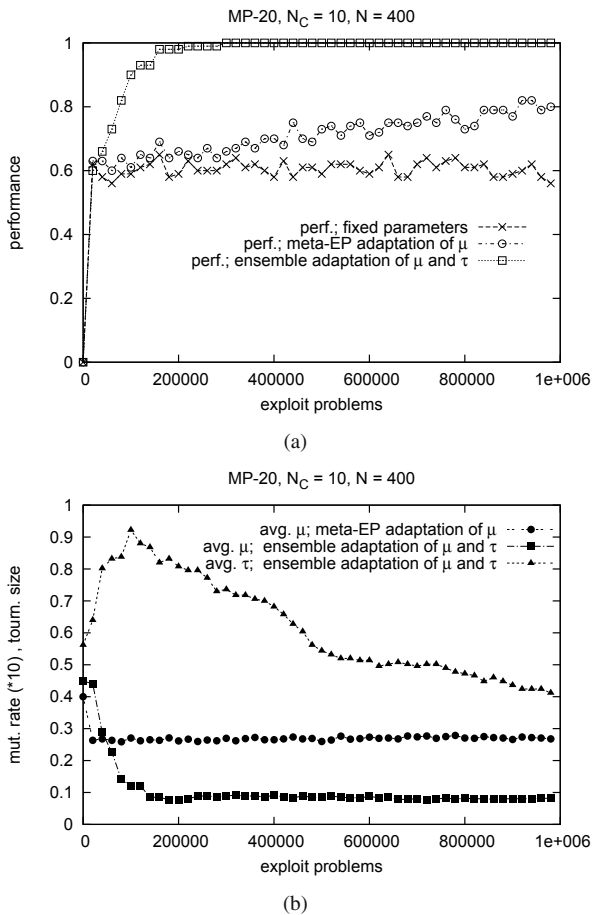 MP-20, N_C = 10, N = 400
1
0.8
0.6
0.4
0.2
0
performance
perf.; fixed parameters
perf.; meta-EP adaptation of μ
perf.; ensemble adaptation of μ and τ
0 200000 400000 600000 800000 1e+006
exploit problems
(a)
MP-20, N_C = 10, N = 400
1
0.9
0.8
0.7
0.6
0.5
0.4
0.3
0.2
0.1
0
mut. rate (*10) , tourn. size
avg. μ; meta-EP adaptation of μ
avg. μ; ensemble adaptation of μ and τ
avg. τ; ensemble adaptation of μ and τ
0 200000 400000 600000 800000 1e+006
exploit problems
(b)